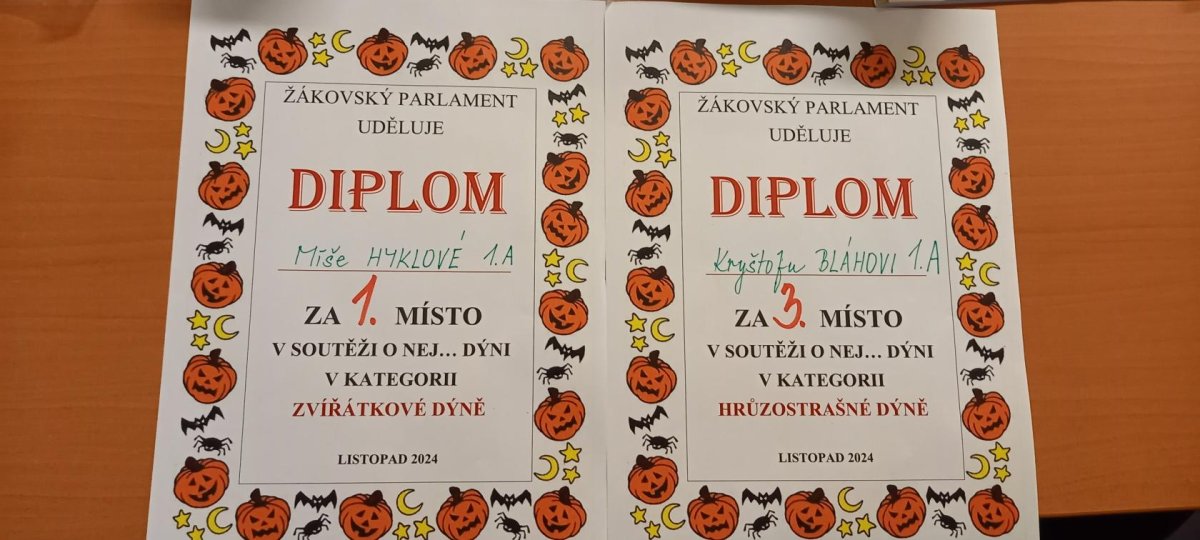 ŽÁKOVSKÝ PARLAMENT
UDĚLUJE
DIPLOM
Míše HYKLOVÉ 1.A
ZA 1. MÍSTO
V SOUTĚŽI O NEJ... DÝNI
V KATEGORII
ZVÍŘÁTKOVÉ DÝNĚ
LISTOPAD 2024
ŽÁKOVSKÝ PARLAMENT
UDĚLUJE
DIPLOM
Kryštofu BLÁHOVI 1.A
ZA 3. MÍSTO
V SOUTĚŽI O NEJ... DÝNI
V KATEGORII
HRŮZOSTRAŠNÉ DÝNĚ
LISTOPAD 2024